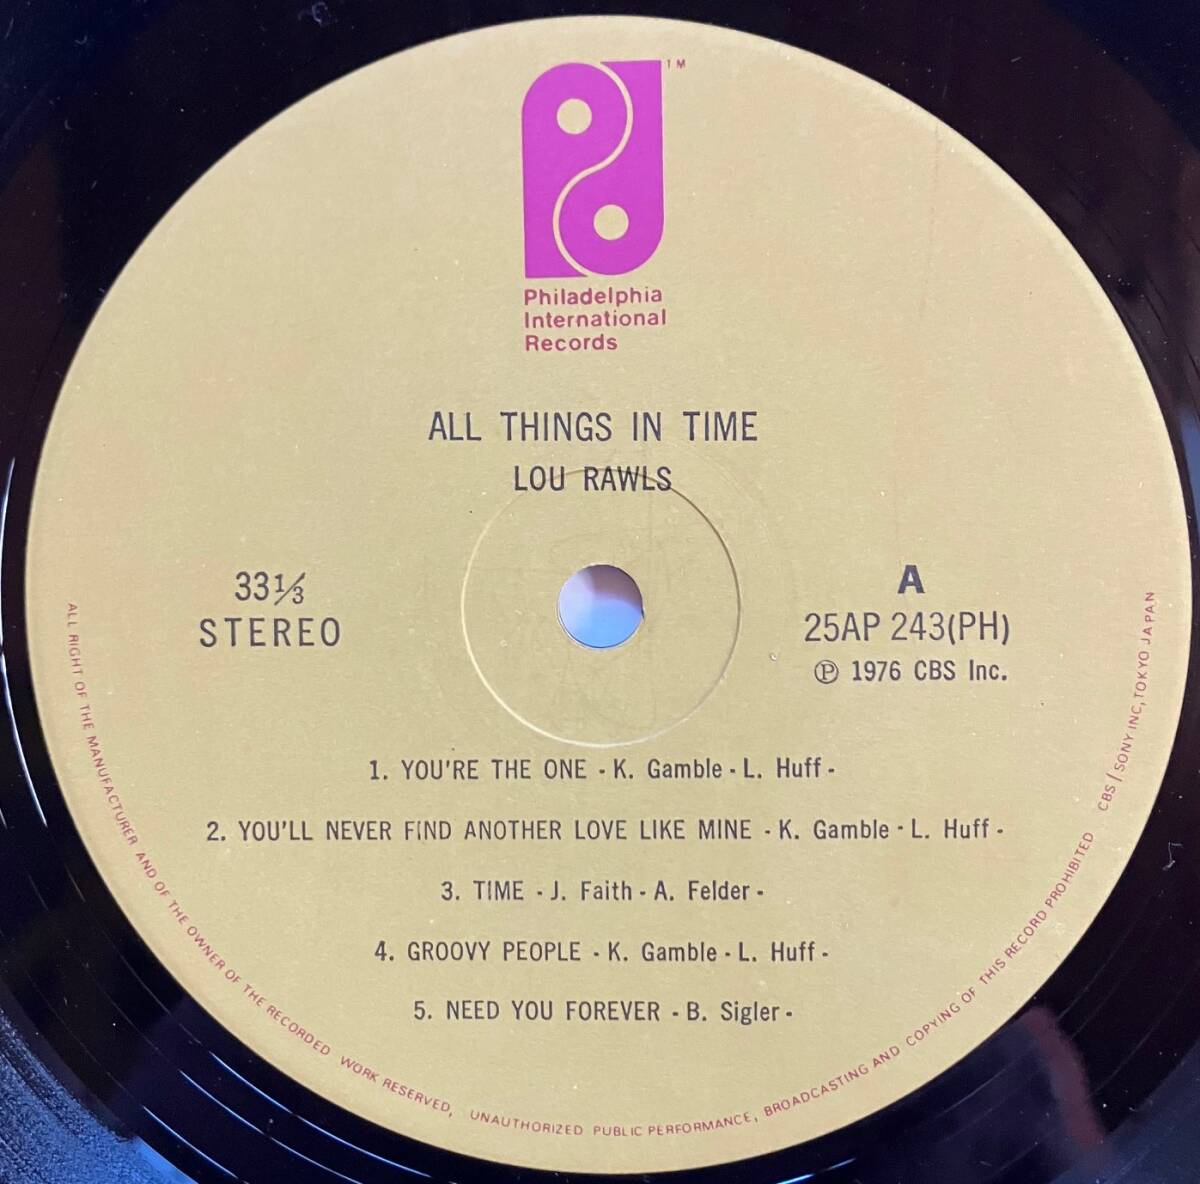 TM
Philadelphia
International
Records
ALL THINGS IN TIME
LOU RAWLS
33⅓
STEREO
A
25AP 243(PH)
℗ 1976 CBS Inc.
1. YOU'RE THE ONE - K. Gamble - L. Huff -
2. YOU'LL NEVER FIND ANOTHER LOVE LIKE MINE - K. Gamble - L. Huff -
3. TIME - J. Faith - A. Felder -
4. GROOVY PEOPLE - K. Gamble - L. Huff -
5. NEED YOU FOREVER - B. Sigler -
ALL RIGHT OF THE MANUFACTURER AND OF THE OWNER OF THE RECORDED WORK RESERVED, UNAUTHORIZED PUBLIC PERFORMANCE, BROADCASTING AND COPYING OF THIS RECORD PROHIBITED CBS/SONY INC, TOKYO JAPAN